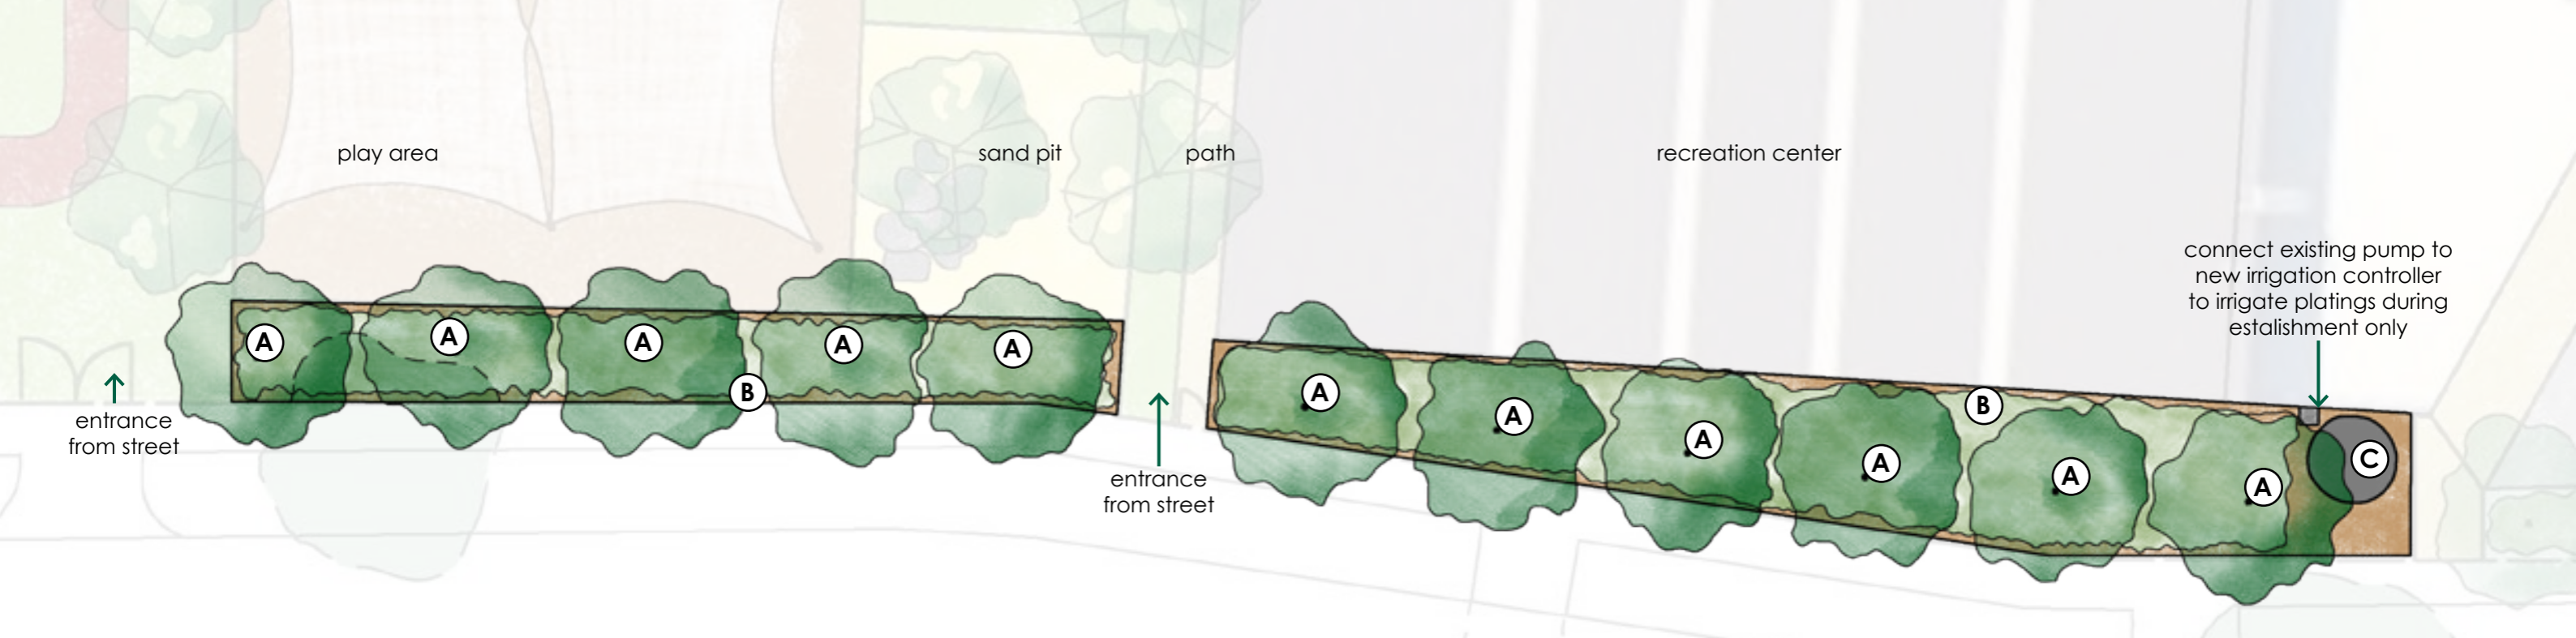 play area
sand pit
path
recreation center
connect existing pump to
new irrigation controller
to irrigate platings during
estalishment only
A
A
A
A
A
B
A
A
A
A
B
A
A
C
entrance
from street
entrance
from street